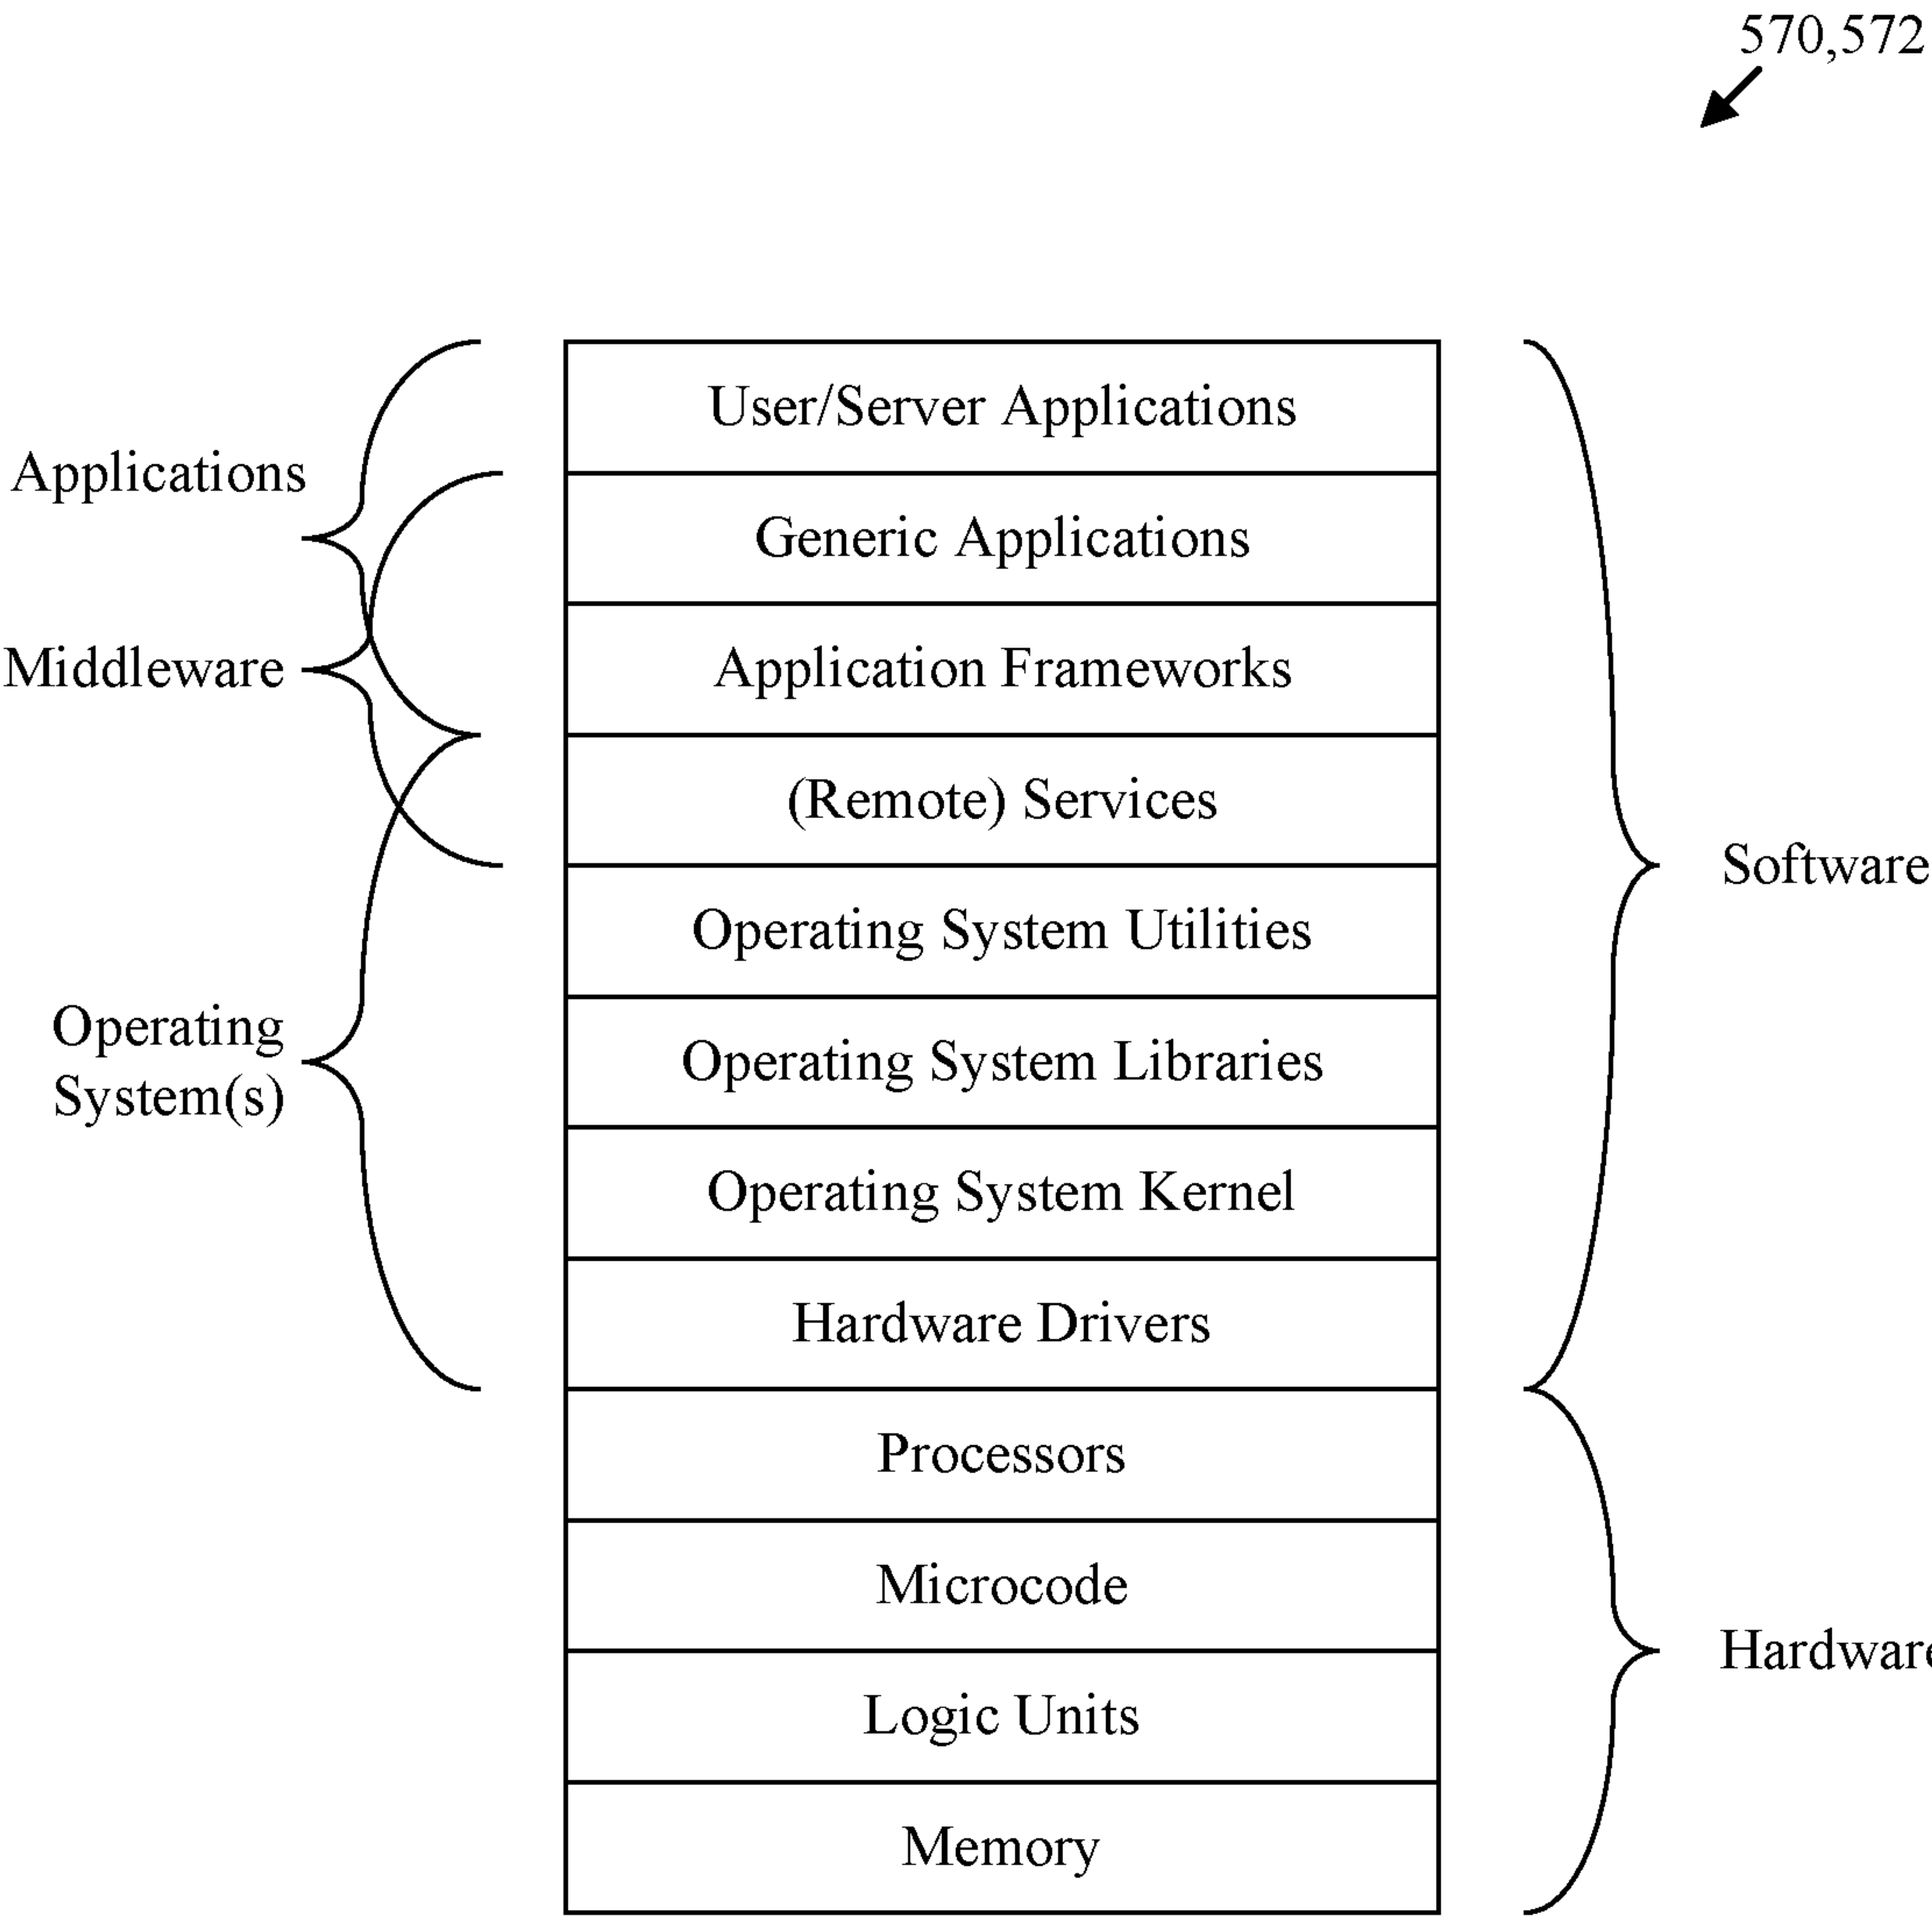 570,572
User/Server Applications
Applications
Generic Applications
Middleware
Application Frameworks
(Remote) Services
Software
Operating System Utilities
Operating
System(s)
Operating System Libraries
Operating System Kernel
Hardware Drivers
Processors
Microcode
Hardware
Logic Units
Memory